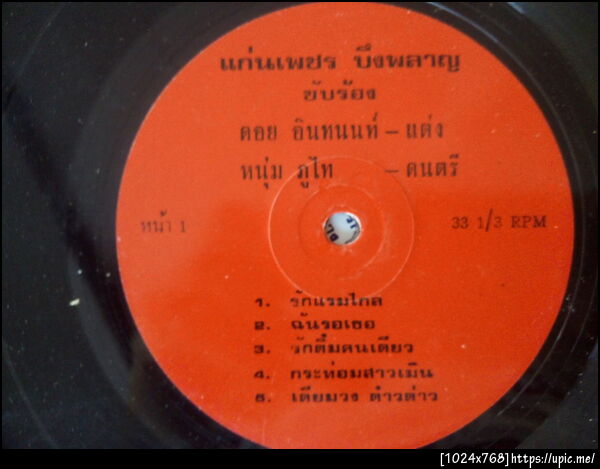 แก่นเพชร บึงพลาญ
ขับร้อง
ดอย อินทนนท์ – แต่ง
หนุ่ม ภูไท – ดนตรี
หน้า 1
33 1/3 RPM
1. รักแรมไกล
2. ฉันรอเธอ
3. รักตื๊มคนเดียว
4. กระท่อมสาวเมิน
5. เดียมวง ต๋าวต่าว
[1024x768]https://upic.me/